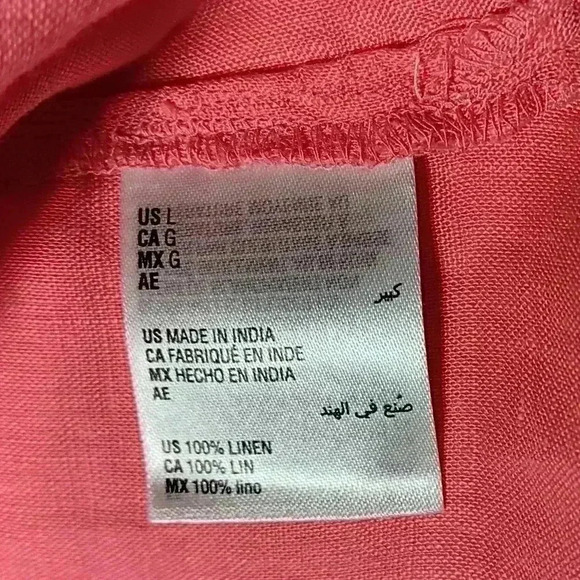 US L
CA G
MX G
AE
كبير
US MADE IN INDIA
CA FABRIQUÉ EN INDE
MX HECHO EN INDIA
AE
صُنع في الهند
US 100% LINEN
CA 100% LIN
MX 100% lino